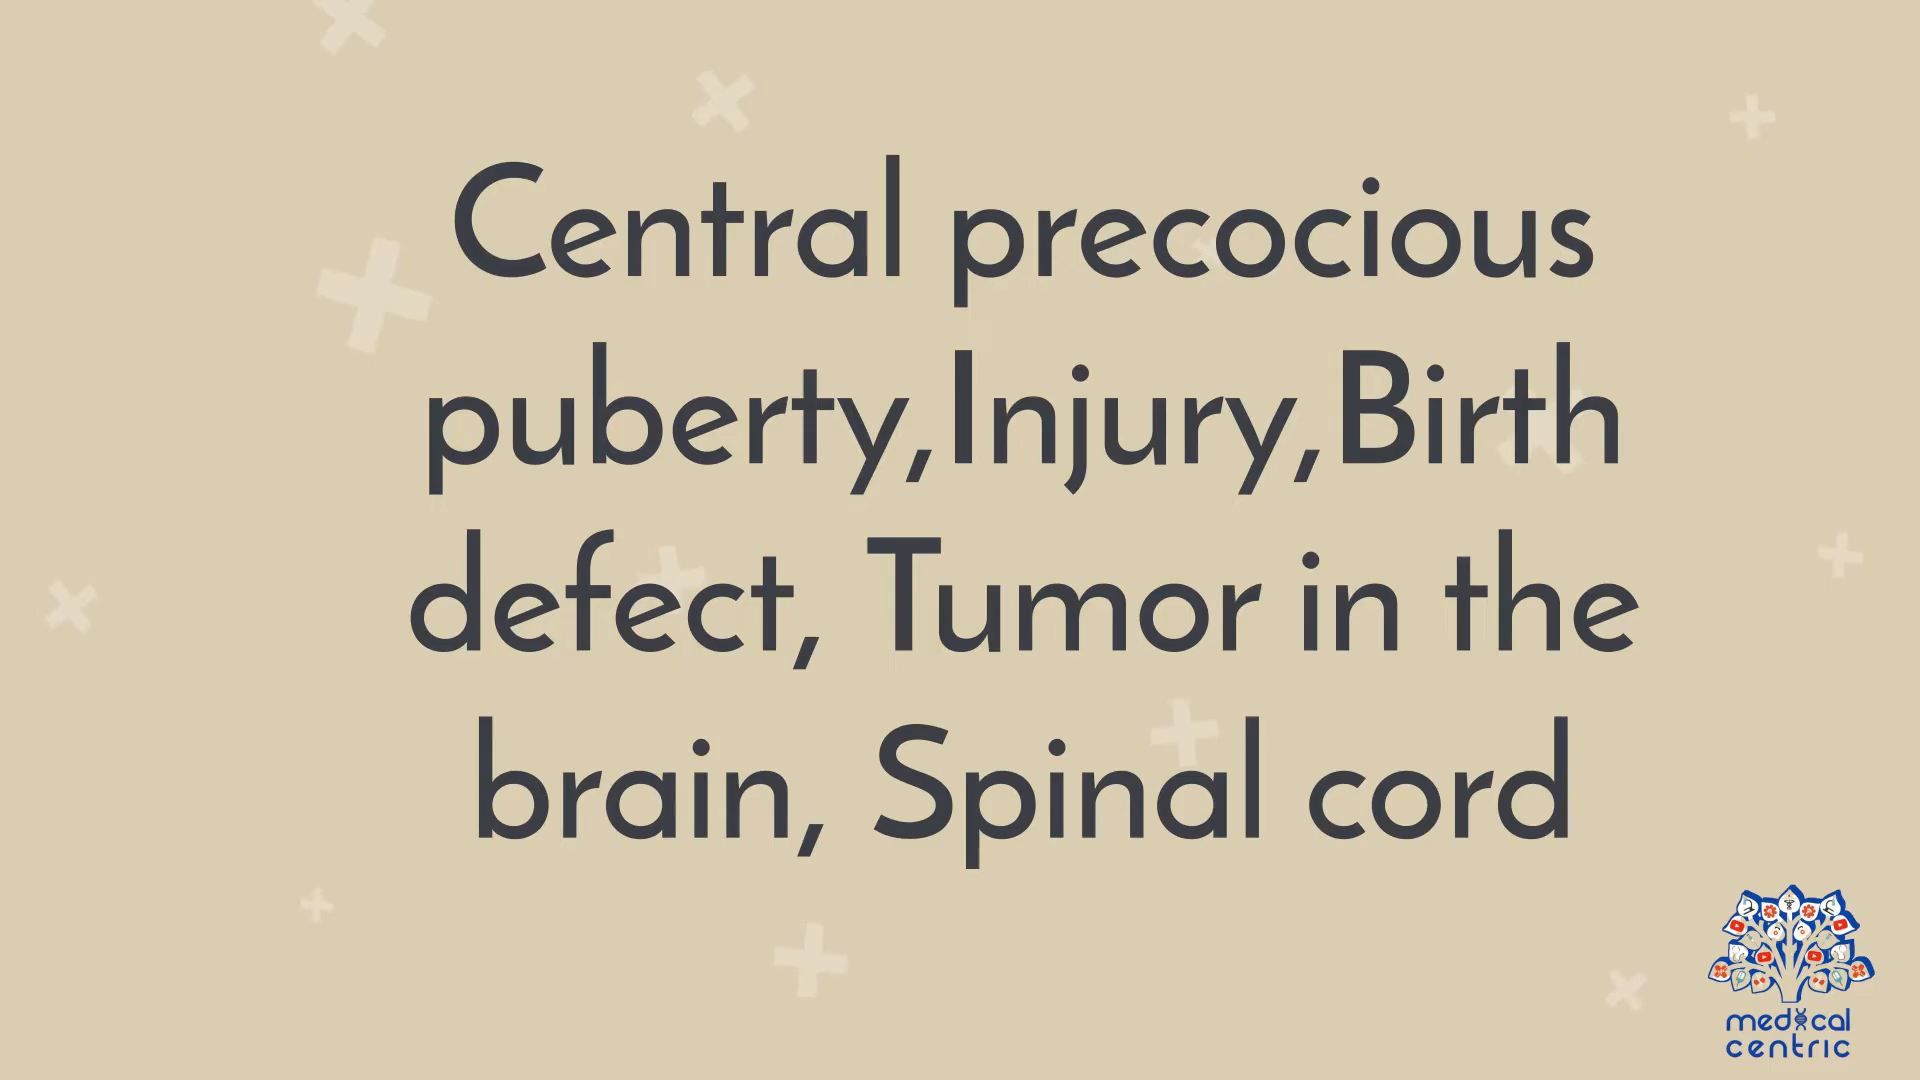 Central precocious
puberty,Injury,Birth
defect, Tumor in the
brain, Spinal cord
medical
centric